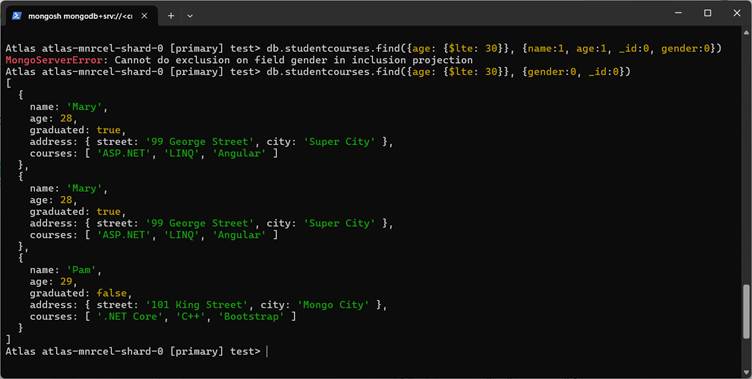 mongosh mongodb+srv://<cr
Atlas atlas-mnrcel-shard-0 [primary] test> db.studentcourses.find({age: {$lte: 30}}, {name:1, age:1, _id:0, gender:0})
MongoServerError: Cannot do exclusion on field gender in inclusion projection
Atlas atlas-mnrcel-shard-0 [primary] test> db.studentcourses.find({age: {$lte: 30}}, {gender:0, _id:0})
[
  {
    name: 'Mary',
    age: 28,
    graduated: true,
    address: { street: '99 George Street', city: 'Super City' },
    courses: [ 'ASP.NET', 'LINQ', 'Angular' ]
  },
  {
    name: 'Mary',
    age: 28,
    graduated: true,
    address: { street: '99 George Street', city: 'Super City' },
    courses: [ 'ASP.NET', 'LINQ', 'Angular' ]
  },
  {
    name: 'Pam',
    age: 29,
    graduated: false,
    address: { street: '101 King Street', city: 'Mongo City' },
    courses: [ '.NET Core', 'C++', 'Bootstrap' ]
  }
]
Atlas atlas-mnrcel-shard-0 [primary] test>